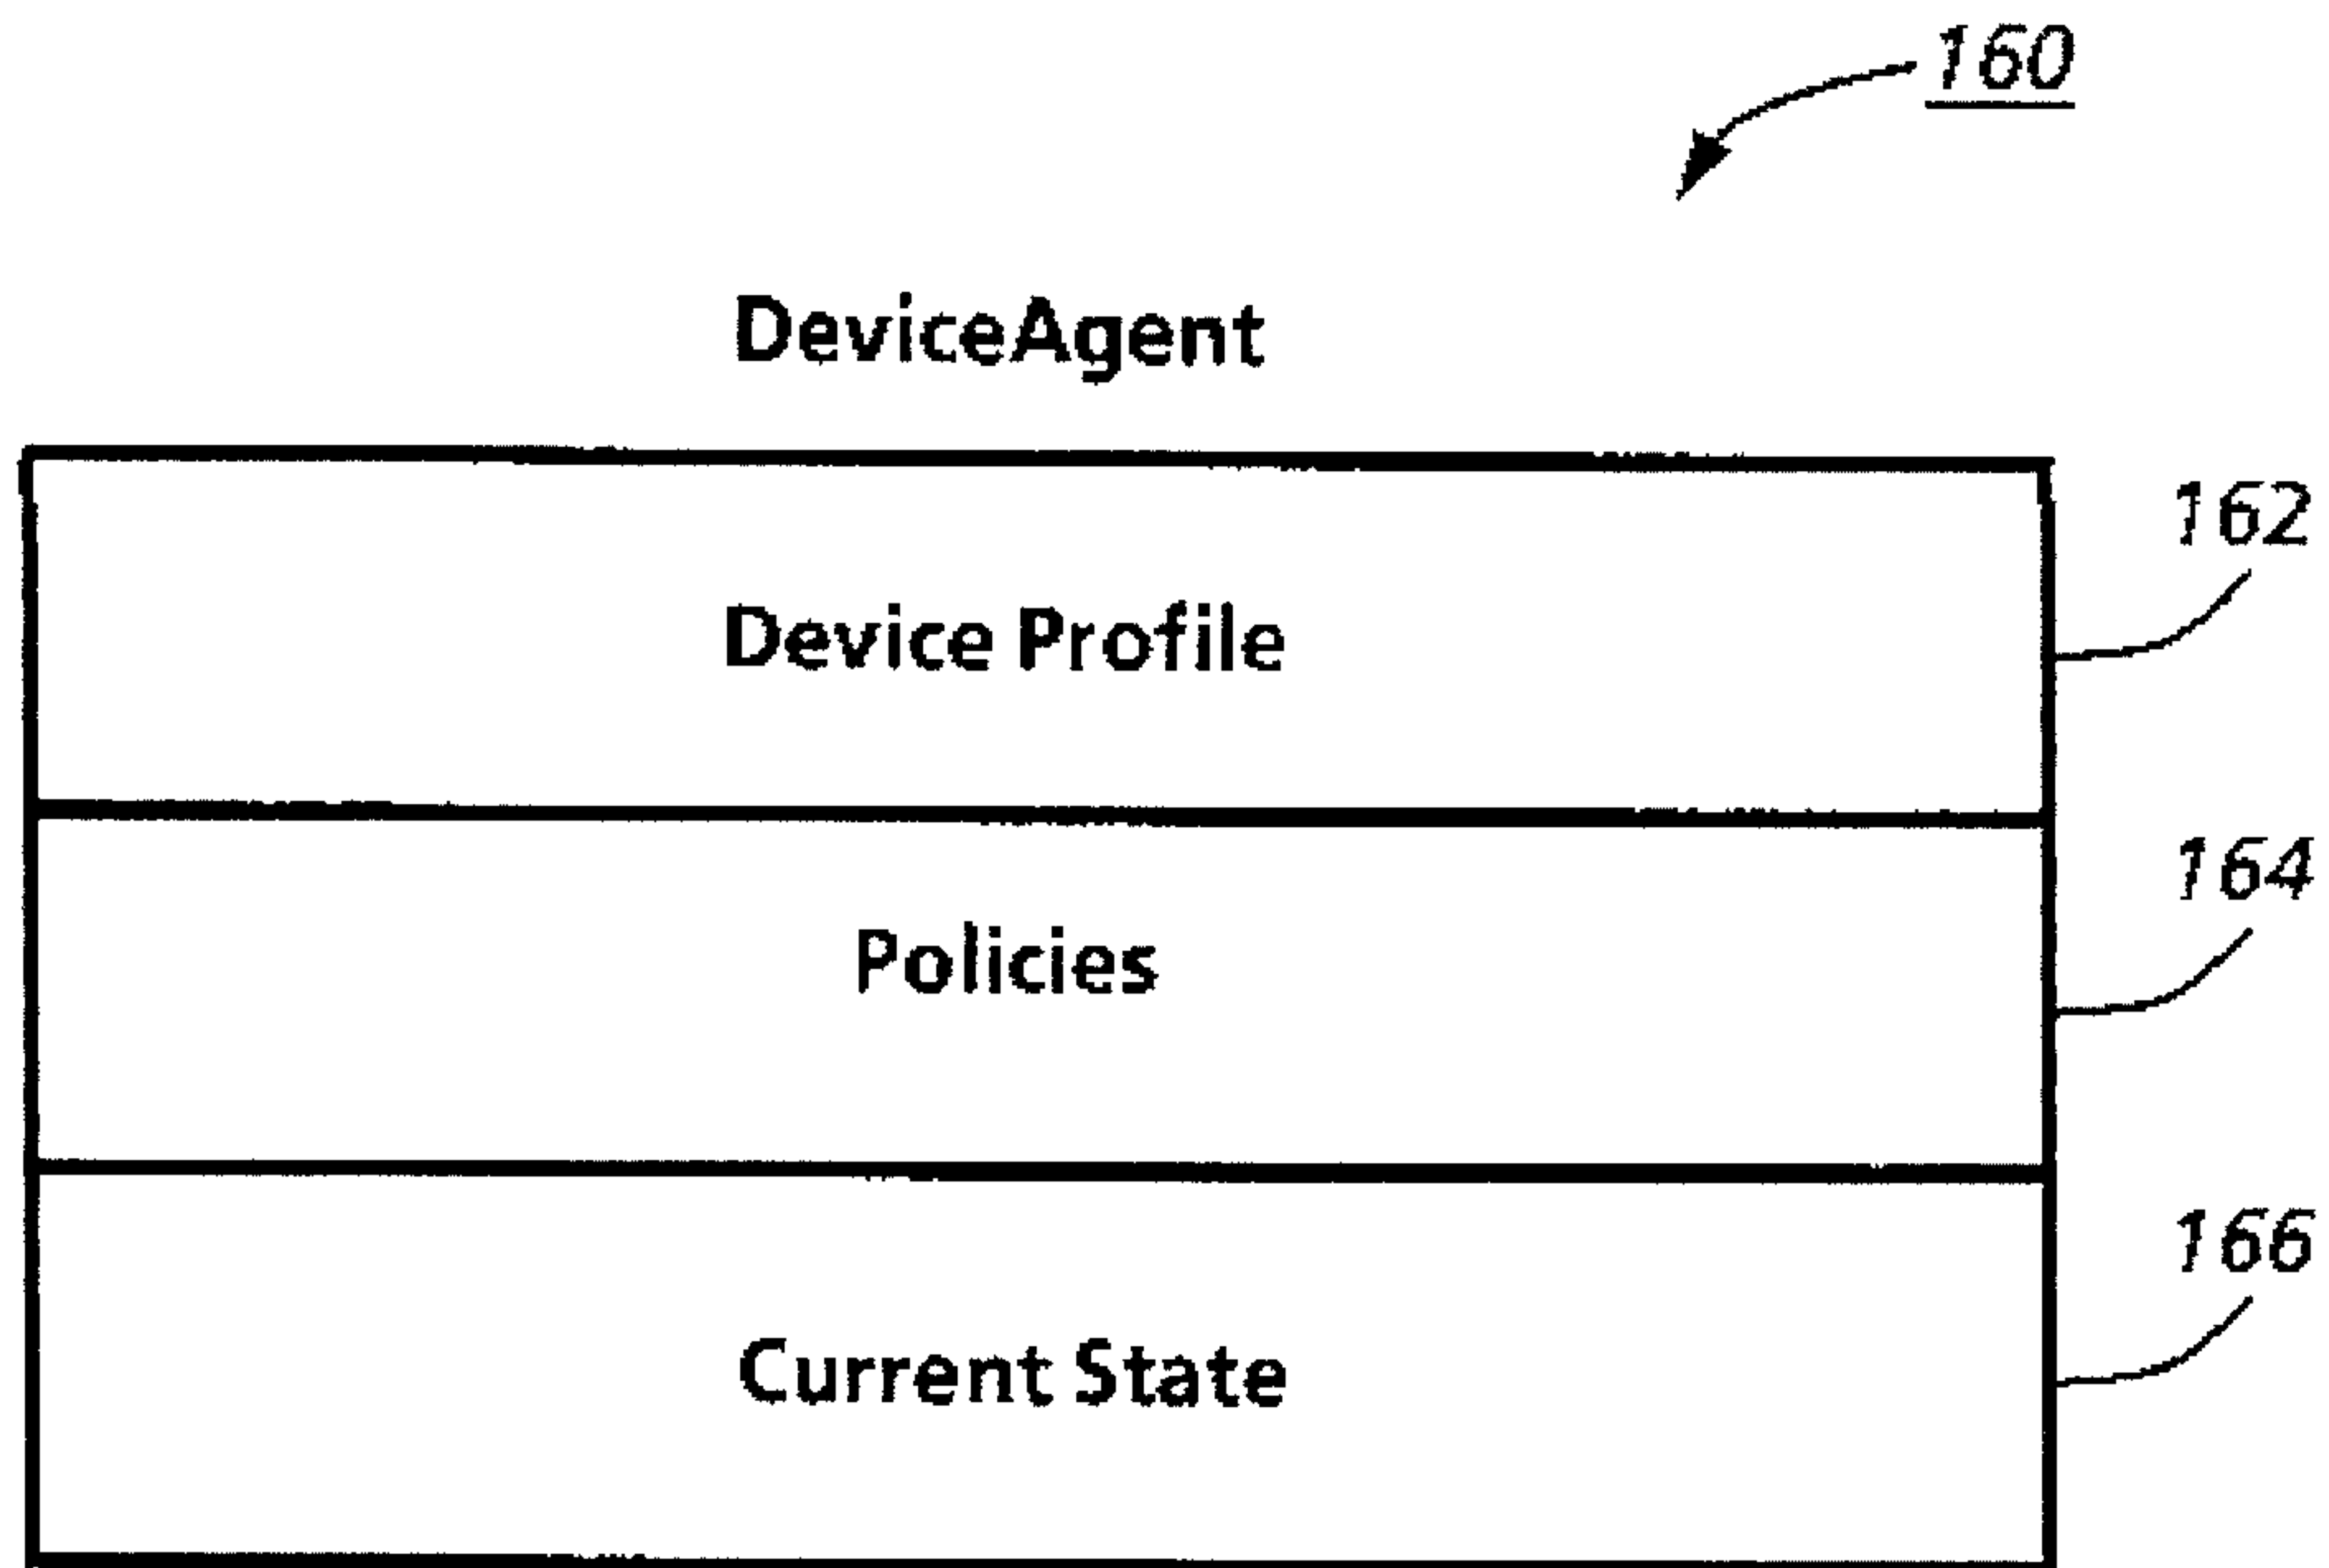 160
DeviceAgent
162
Device Profile
164
Policies
166
Current State